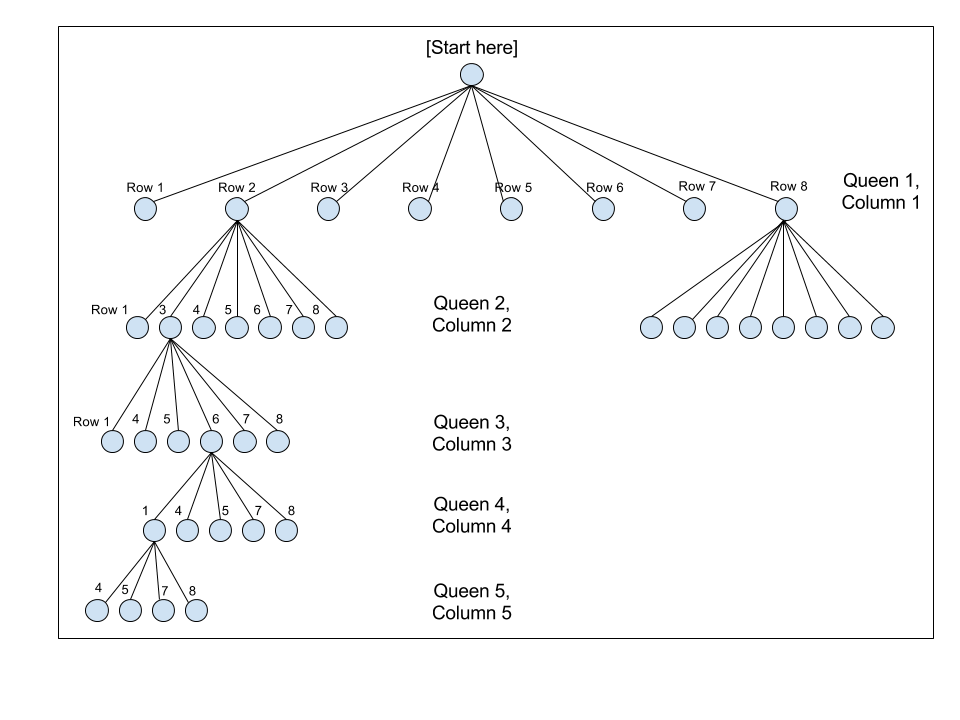 [Start here]
Row 1 Row 2 Row 3 Row 4 Row 5 Row 6 Row 7 Row 8
Queen 1,
Column 1
Row 1 3 4 5 6 7 8
Queen 2,
Column 2
Row 1 4 5 6 7 8
Queen 3,
Column 3
1 4 5 7 8
Queen 4,
Column 4
4 5 7 8
Queen 5,
Column 5